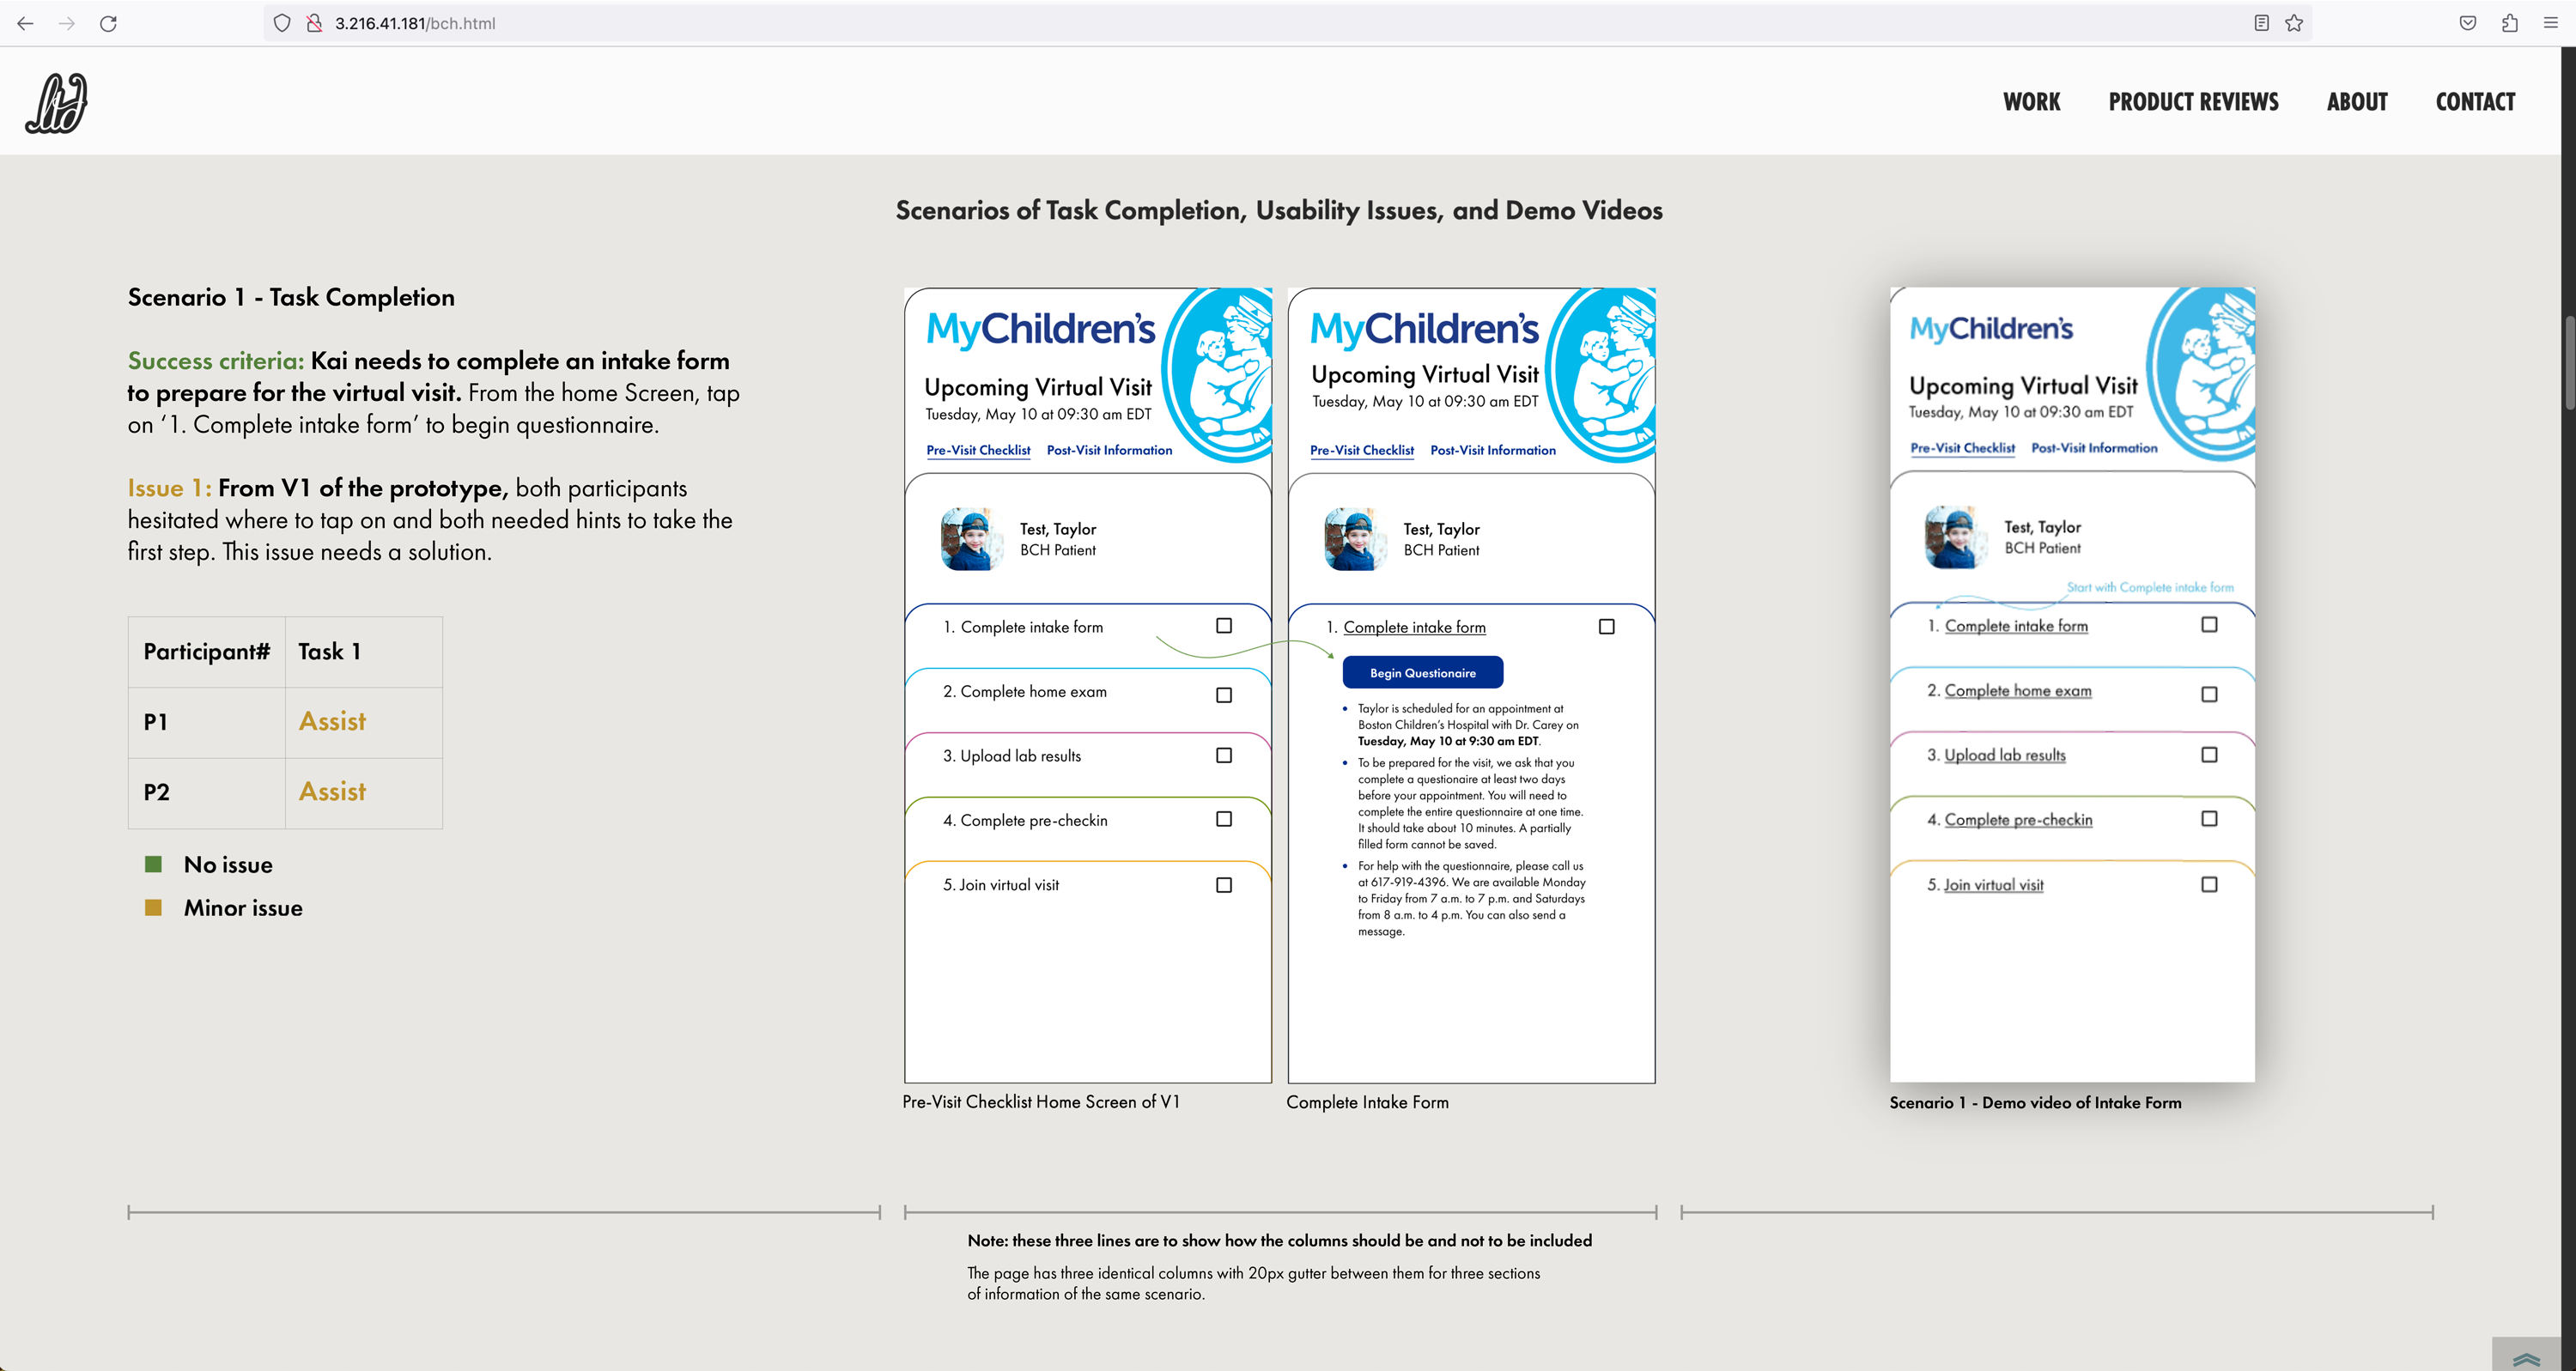 3.216.41.181/bch.html
WORK PRODUCT REVIEWS ABOUT CONTACT
Scenarios of Task Completion, Usability Issues, and Demo Videos
Scenario 1 - Task Completion
Success criteria: Kai needs to complete an intake form
to prepare for the virtual visit. From the home Screen, tap
on ‘1. Complete intake form’ to begin questionnaire.
Issue 1: From V1 of the prototype, both participants
hesitated where to tap on and both needed hints to take the
first step. This issue needs a solution.
Participant# Task 1
P1 Assist
P2 Assist
No issue
Minor issue
MyChildren’s
Upcoming Virtual Visit
Tuesday, May 10 at 09:30 am EDT
Pre-Visit Checklist Post-Visit Information
Test, Taylor
BCH Patient
1. Complete intake form
2. Complete home exam
3. Upload lab results
4. Complete pre-checkin
5. Join virtual visit
Pre-Visit Checklist Home Screen of V1
MyChildren’s
Upcoming Virtual Visit
Tuesday, May 10 at 09:30 am EDT
Pre-Visit Checklist Post-Visit Information
Test, Taylor
BCH Patient
1. Complete intake form
Begin Questionaire
• Taylor is scheduled for an appointment at
Boston Children’s Hospital with Dr. Carey on
Tuesday, May 10 at 9:30 am EDT.
• To be prepared for the visit, we ask that you
complete a questionaire at least two days
before your appointment. You will need to
complete the entire questionnaire at one time.
It should take about 10 minutes. A partially
filled form cannot be saved.
• For help with the questionnaire, please call us
at 617-919-4396. We are available Monday
to Friday from 7 a.m. to 7 p.m. and Saturdays
from 8 a.m. to 4 p.m. You can also send a
message.
Complete Intake Form
MyChildren’s
Upcoming Virtual Visit
Tuesday, May 10 at 09:30 am EDT
Pre-Visit Checklist Post-Visit Information
Test, Taylor
BCH Patient
Start with Complete intake form
1. Complete intake form
2. Complete home exam
3. Upload lab results
4. Complete pre-checkin
5. Join virtual visit
Scenario 1 - Demo video of Intake Form
Note: these three lines are to show how the columns should be and not to be included
The page has three identical columns with 20px gutter between them for three sections
of information of the same scenario.